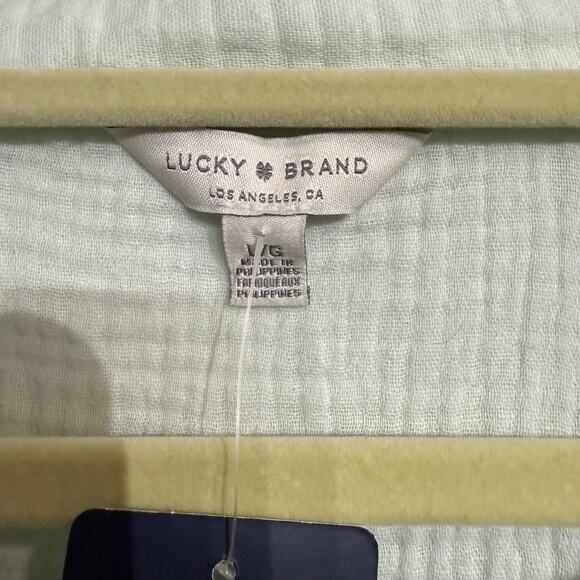 LUCKY BRAND
LOS ANGELES, CA
L/G
MADE IN
PHILIPPINES
FABRIQUÉ AUX
PHILIPPINES